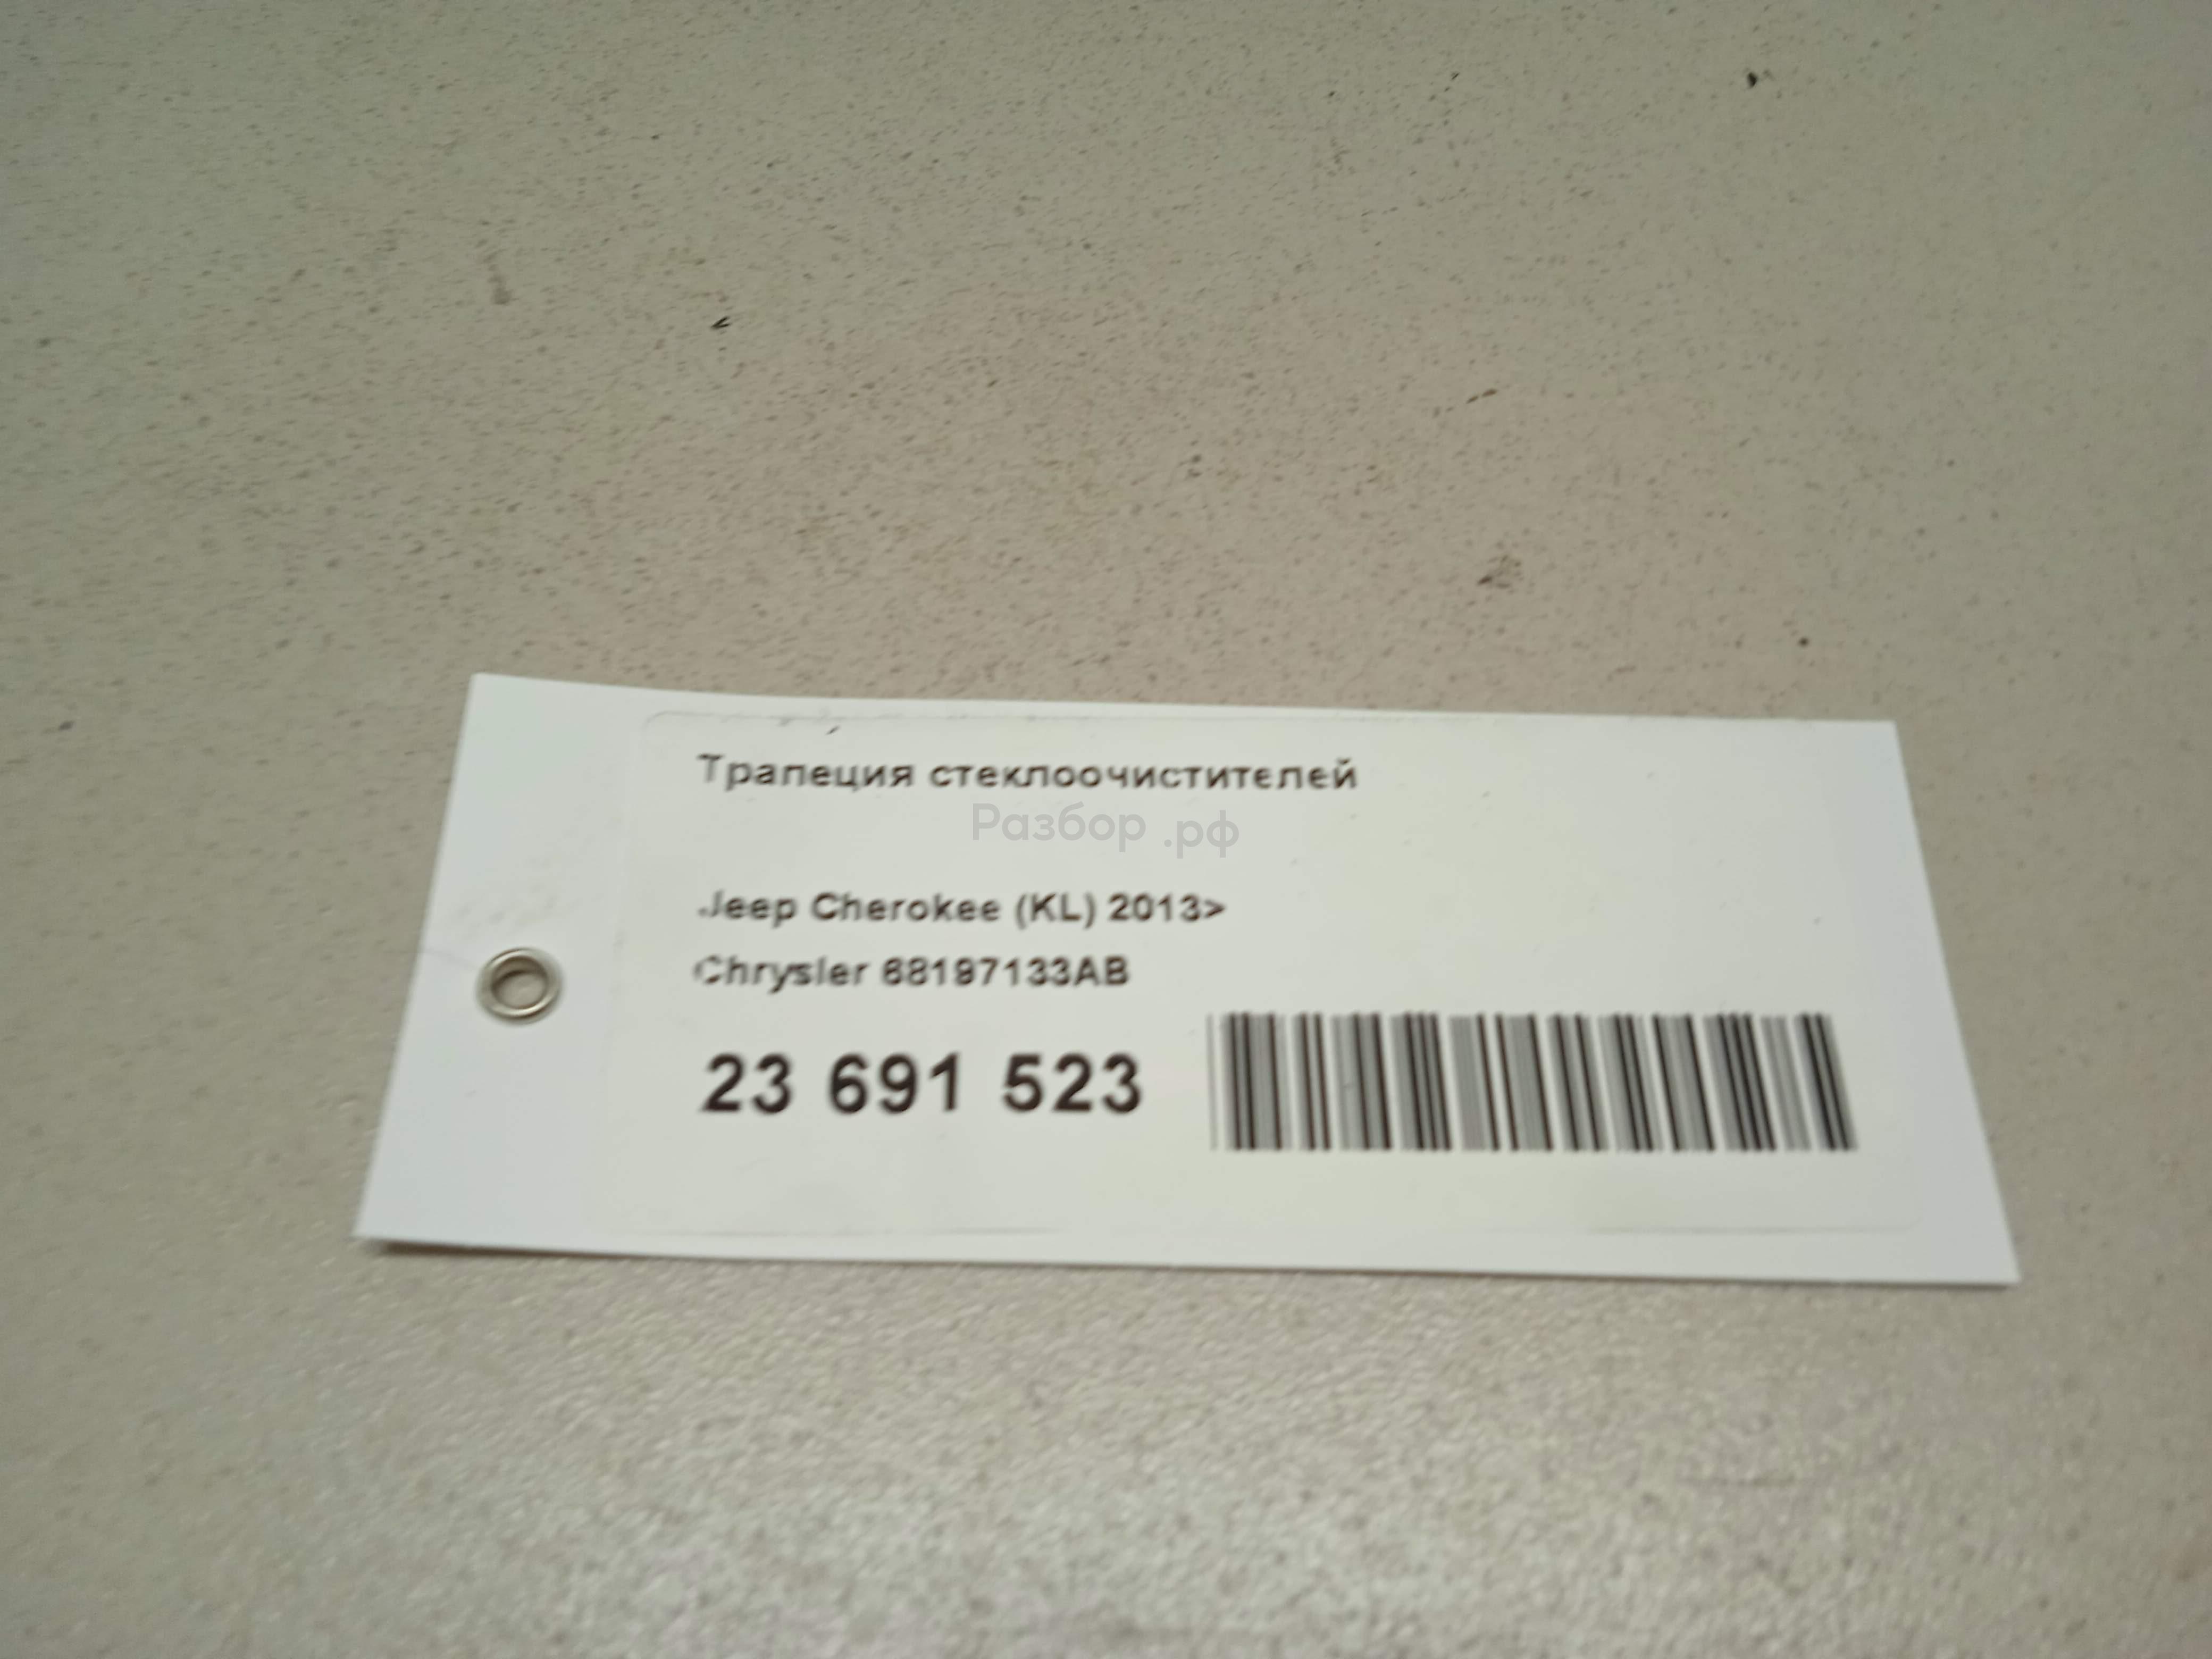 Трапеция стеклоочистителей
Разбор .рф
Jeep Cherokee (KL) 2013>
Chrysler 68197133AB
23 691 523